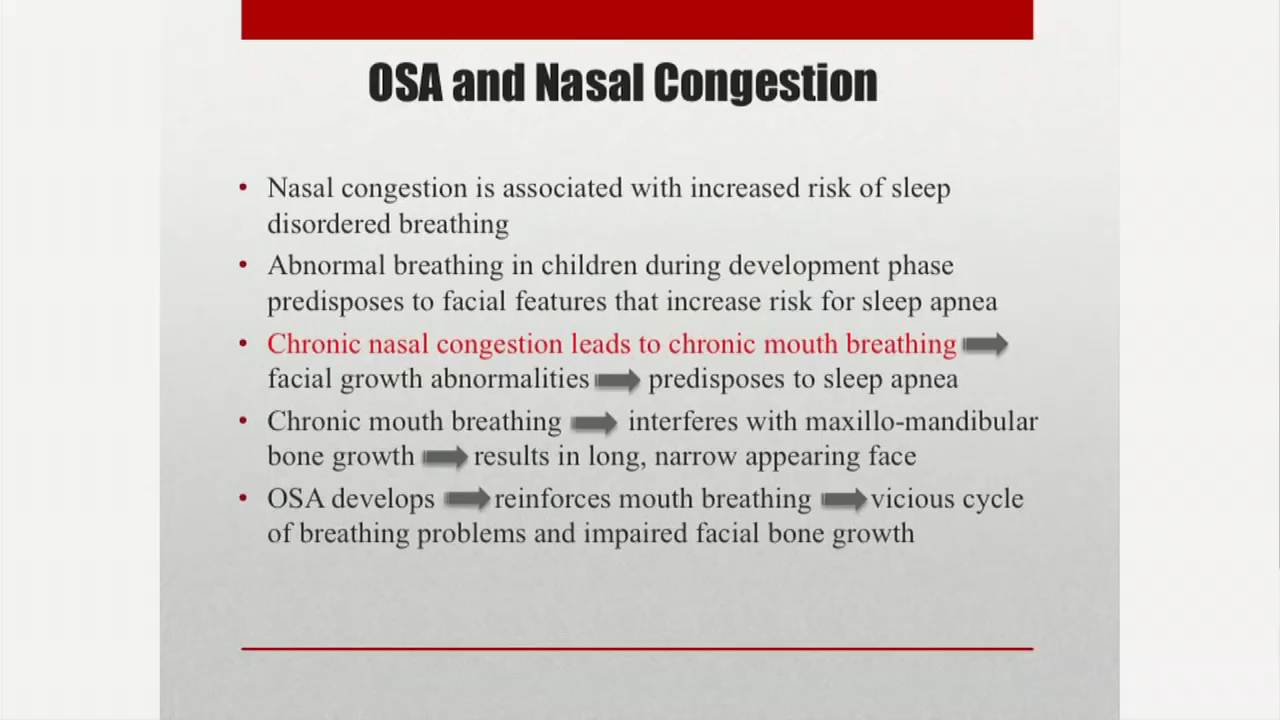 OSA and Nasal Congestion
• Nasal congestion is associated with increased risk of sleep
disordered breathing
• Abnormal breathing in children during development phase
predisposes to facial features that increase risk for sleep apnea
• Chronic nasal congestion leads to chronic mouth breathing ➡
facial growth abnormalities ➡ predisposes to sleep apnea
• Chronic mouth breathing ➡ interferes with maxillo-mandibular
bone growth ➡ results in long, narrow appearing face
• OSA develops ➡ reinforces mouth breathing ➡ vicious cycle
of breathing problems and impaired facial bone growth